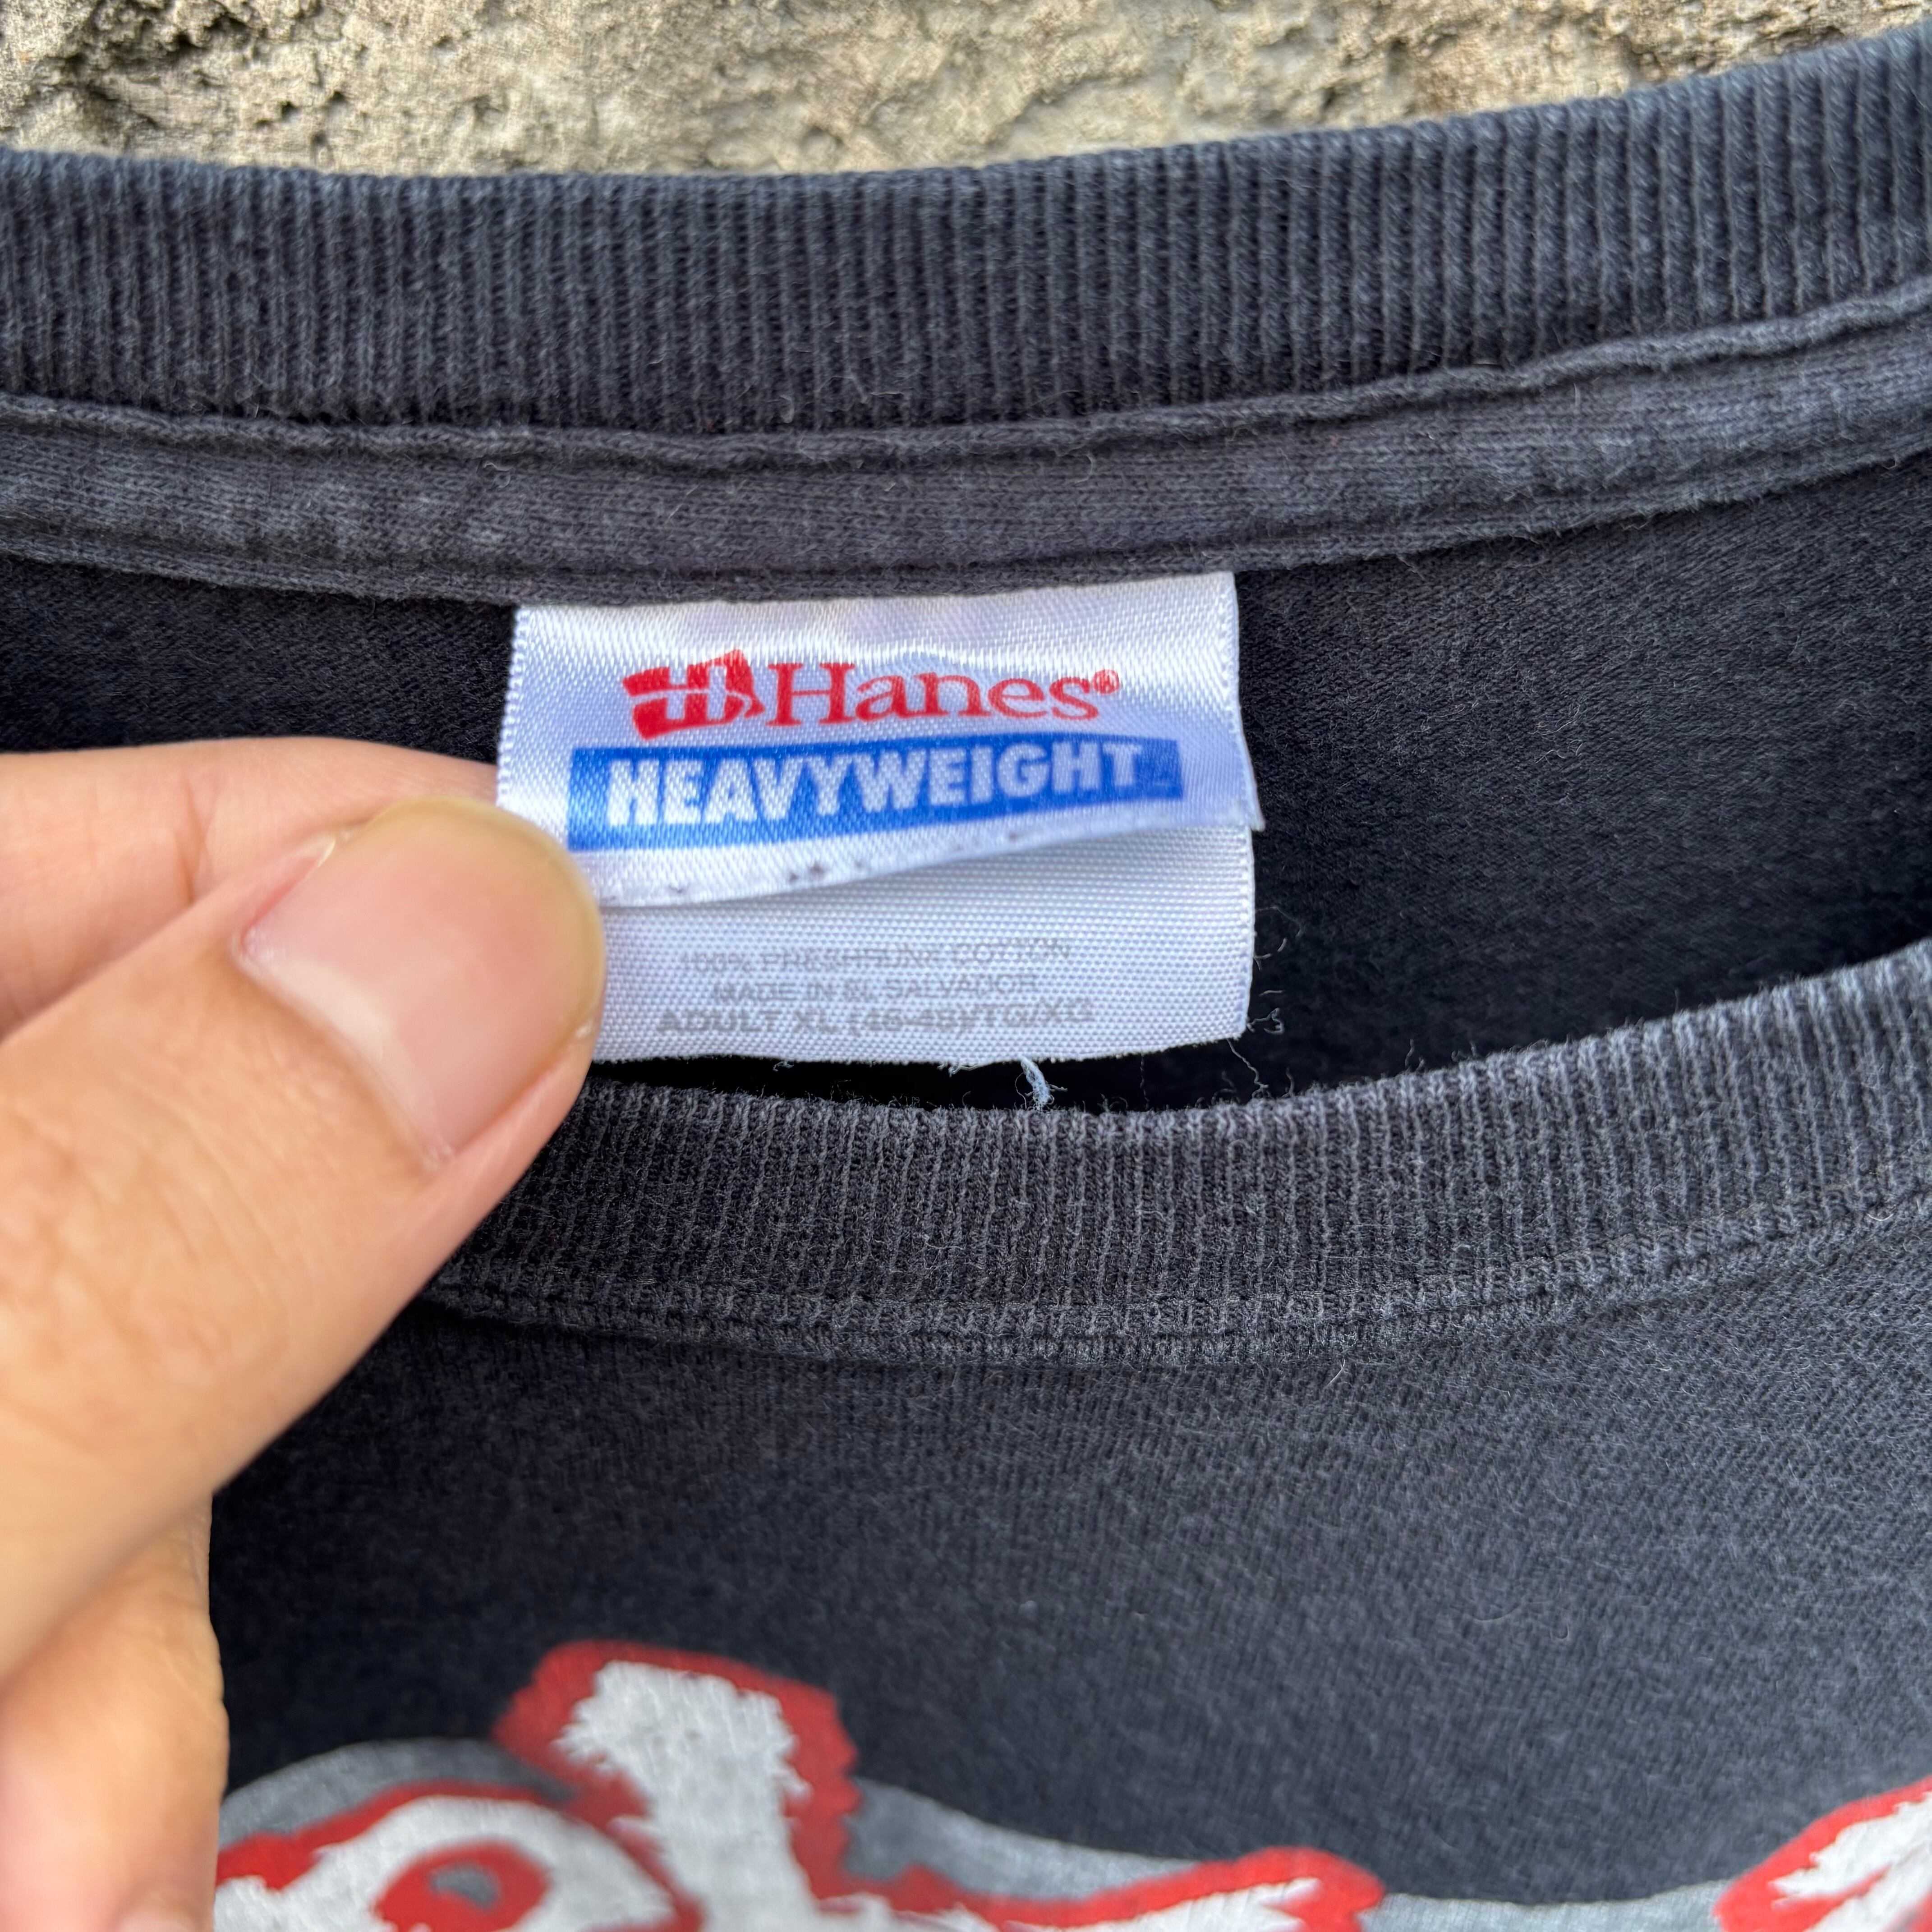 Hanes®
HEAVYWEIGHT
100% PRESHRUNK COTTON
MADE IN EL SALVADOR
ADULT XL (46-48)/TG/XG